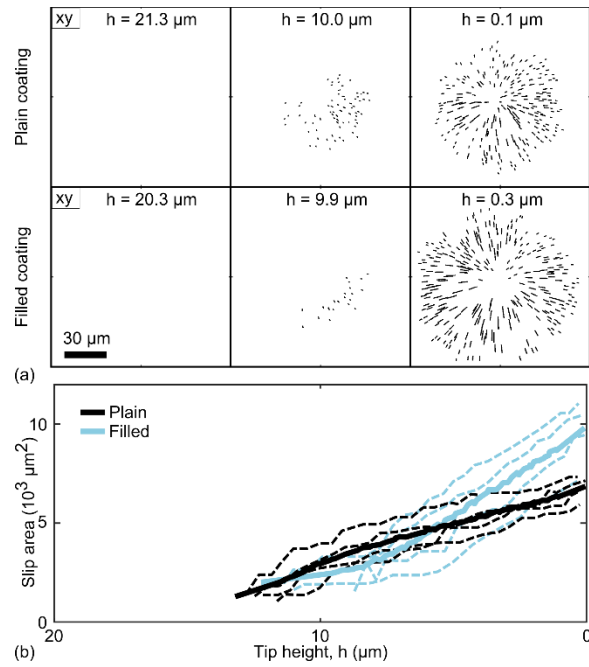 xy h = 21.3 µm h = 10.0 µm h = 0.1 µm
Plain coating
xy h = 20.3 µm h = 9.9 µm h = 0.3 µm
Filled coating
30 µm
(a)
Plain
Filled
Slip area (10³ µm²)
10
5
0
20 10 0
Tip height, h (µm)
(b)